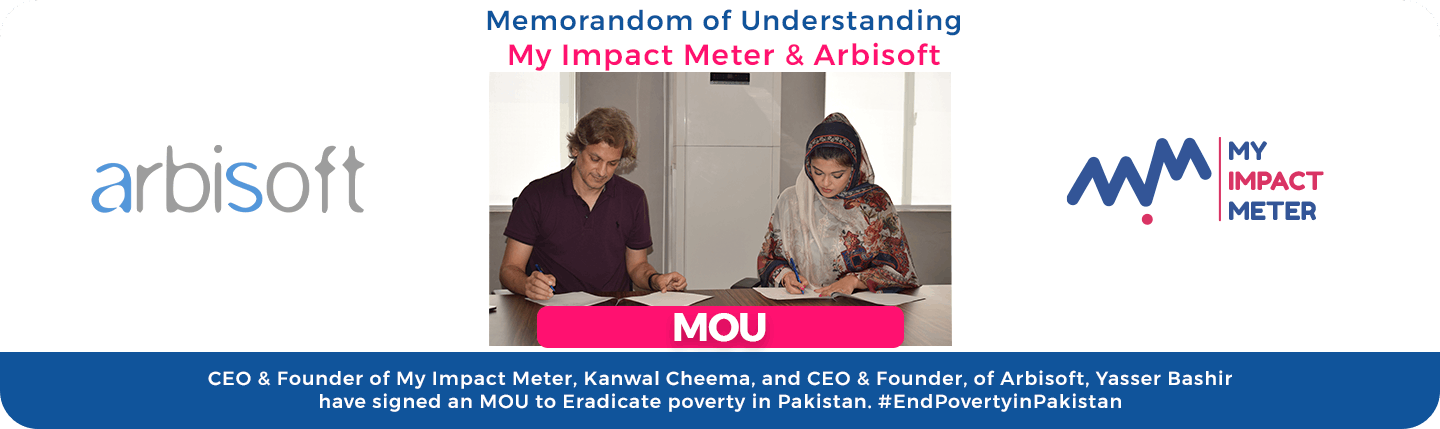 Memorandom of Understanding
My Impact Meter & Arbisoft
arbisoft
MY
IMPACT
METER
MOU
CEO & Founder of My Impact Meter, Kanwal Cheema, and CEO & Founder, of Arbisoft, Yasser Bashir
have signed an MOU to Eradicate poverty in Pakistan. #EndPovertyinPakistan